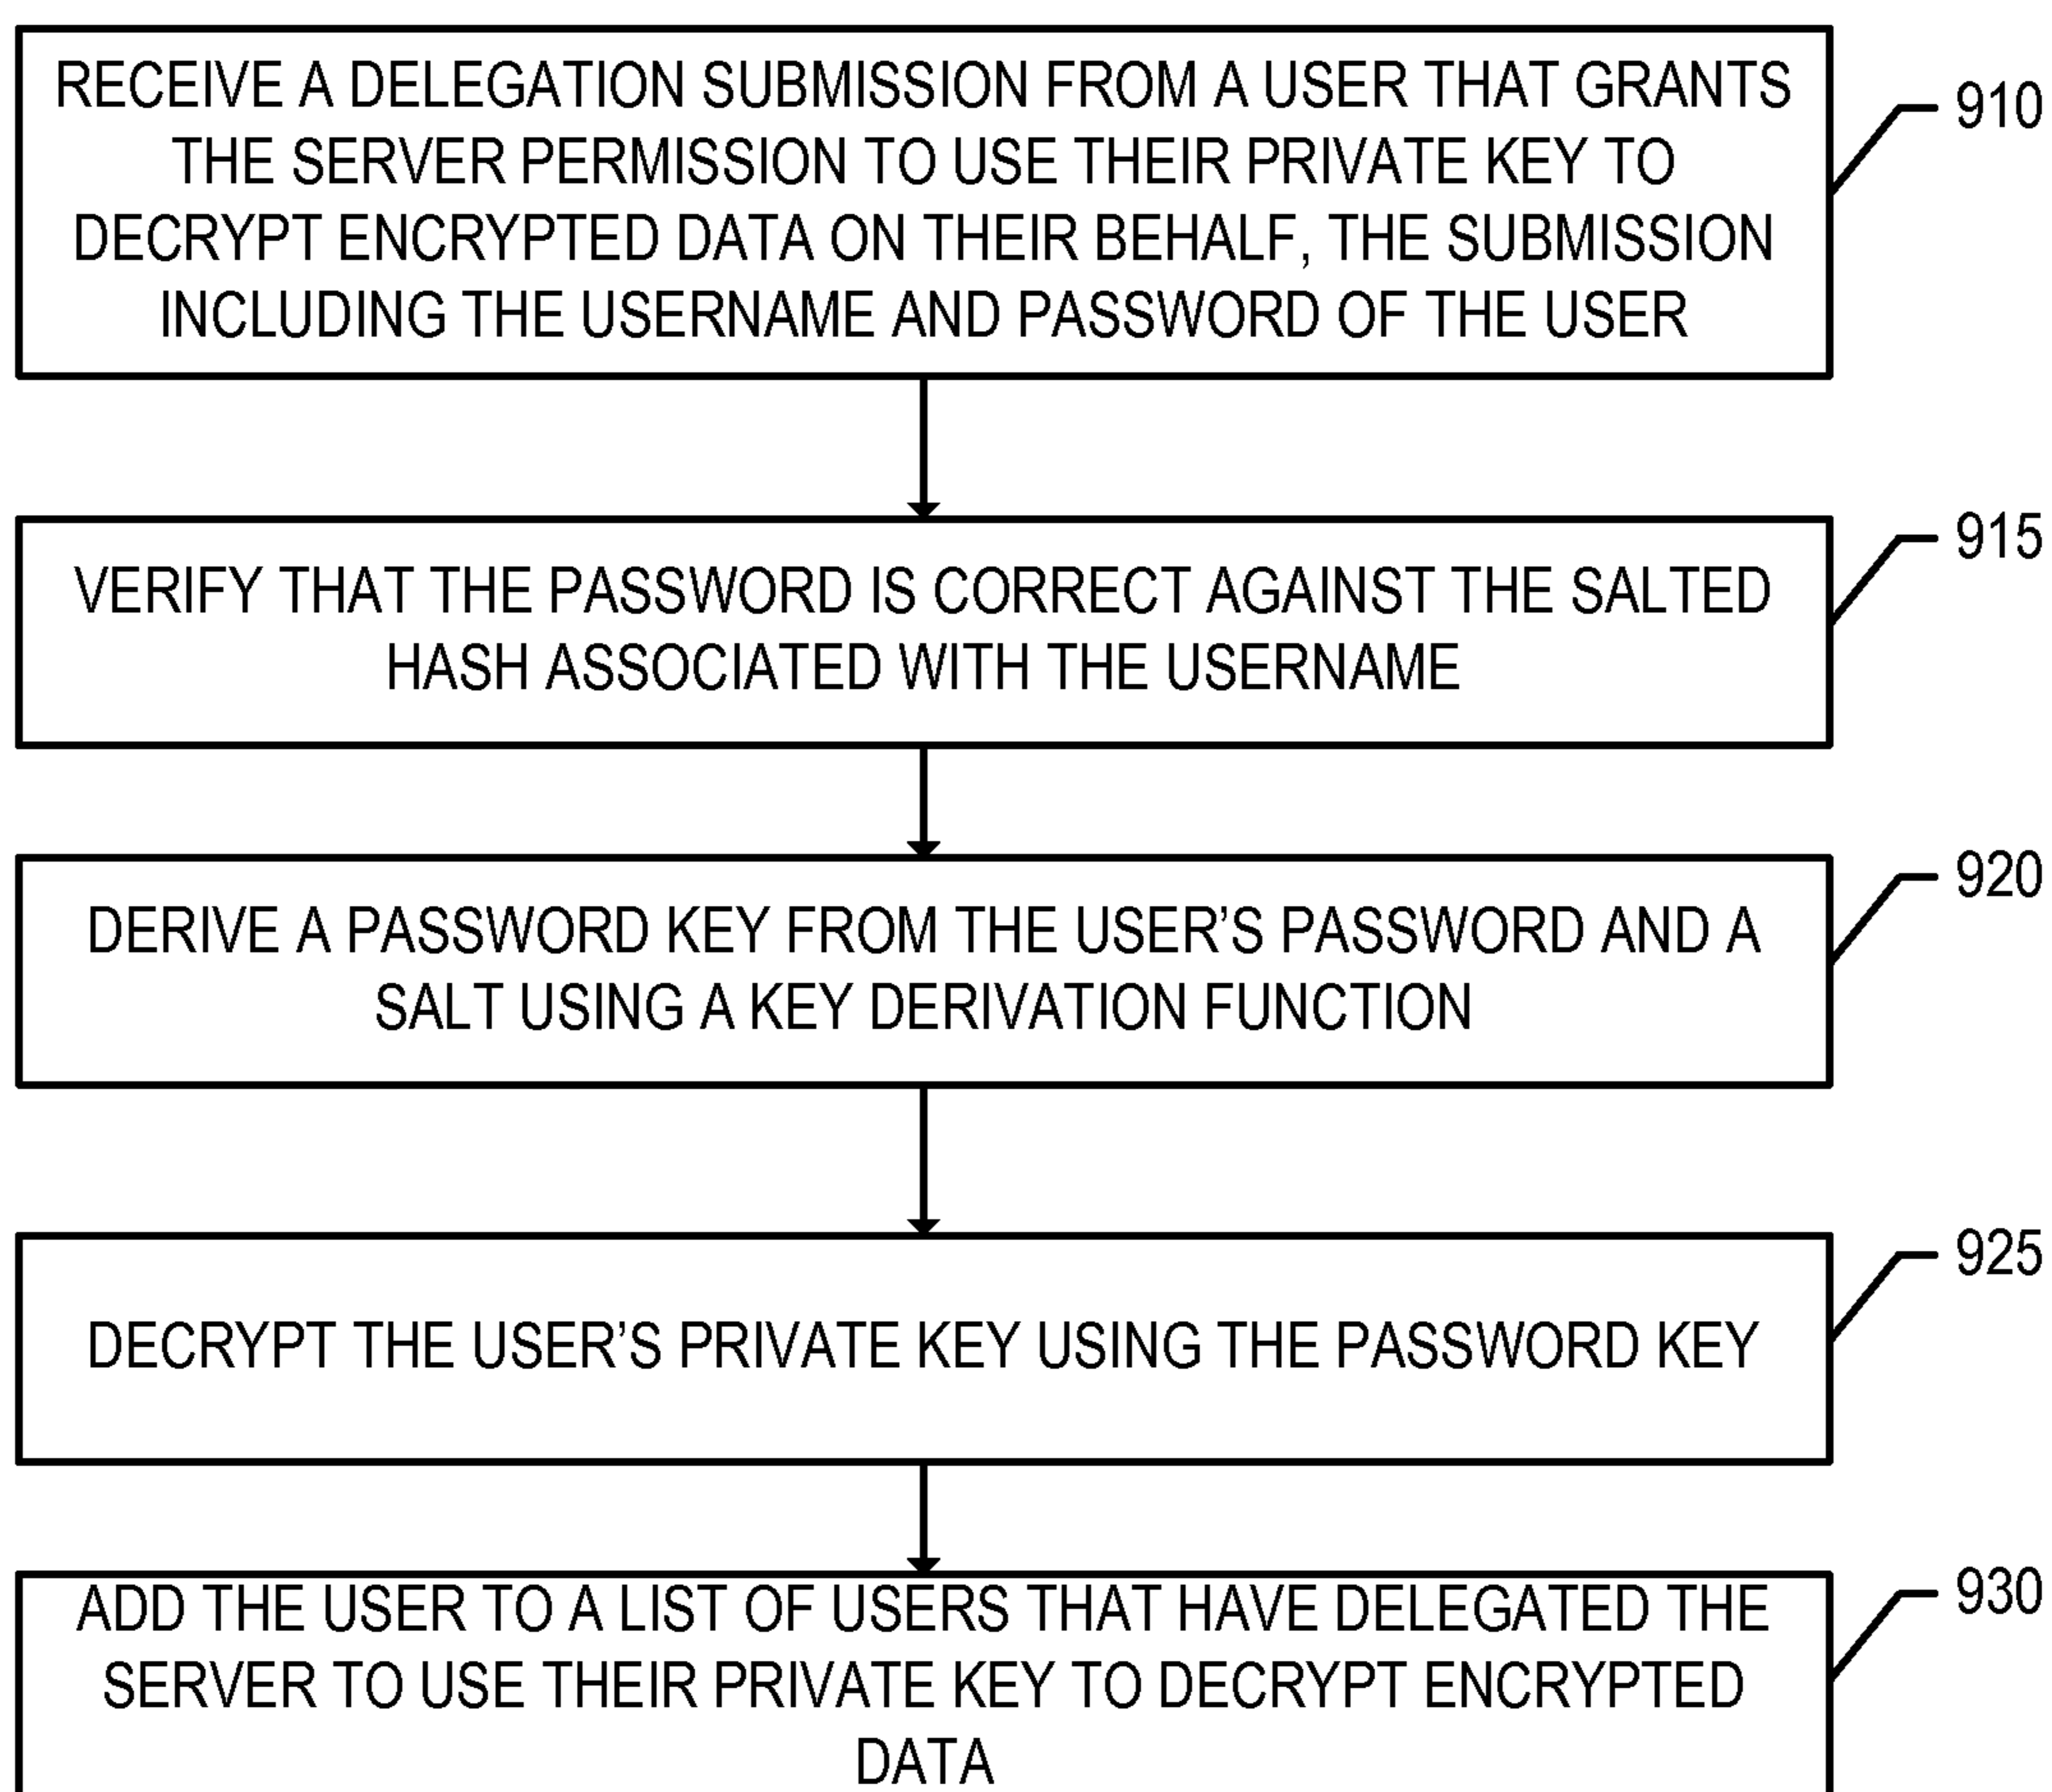 RECEIVE A DELEGATION SUBMISSION FROM A USER THAT GRANTS
THE SERVER PERMISSION TO USE THEIR PRIVATE KEY TO
DECRYPT ENCRYPTED DATA ON THEIR BEHALF, THE SUBMISSION
INCLUDING THE USERNAME AND PASSWORD OF THE USER
910
VERIFY THAT THE PASSWORD IS CORRECT AGAINST THE SALTED
HASH ASSOCIATED WITH THE USERNAME
915
DERIVE A PASSWORD KEY FROM THE USER’S PASSWORD AND A
SALT USING A KEY DERIVATION FUNCTION
920
DECRYPT THE USER’S PRIVATE KEY USING THE PASSWORD KEY
925
ADD THE USER TO A LIST OF USERS THAT HAVE DELEGATED THE
SERVER TO USE THEIR PRIVATE KEY TO DECRYPT ENCRYPTED
DATA
930